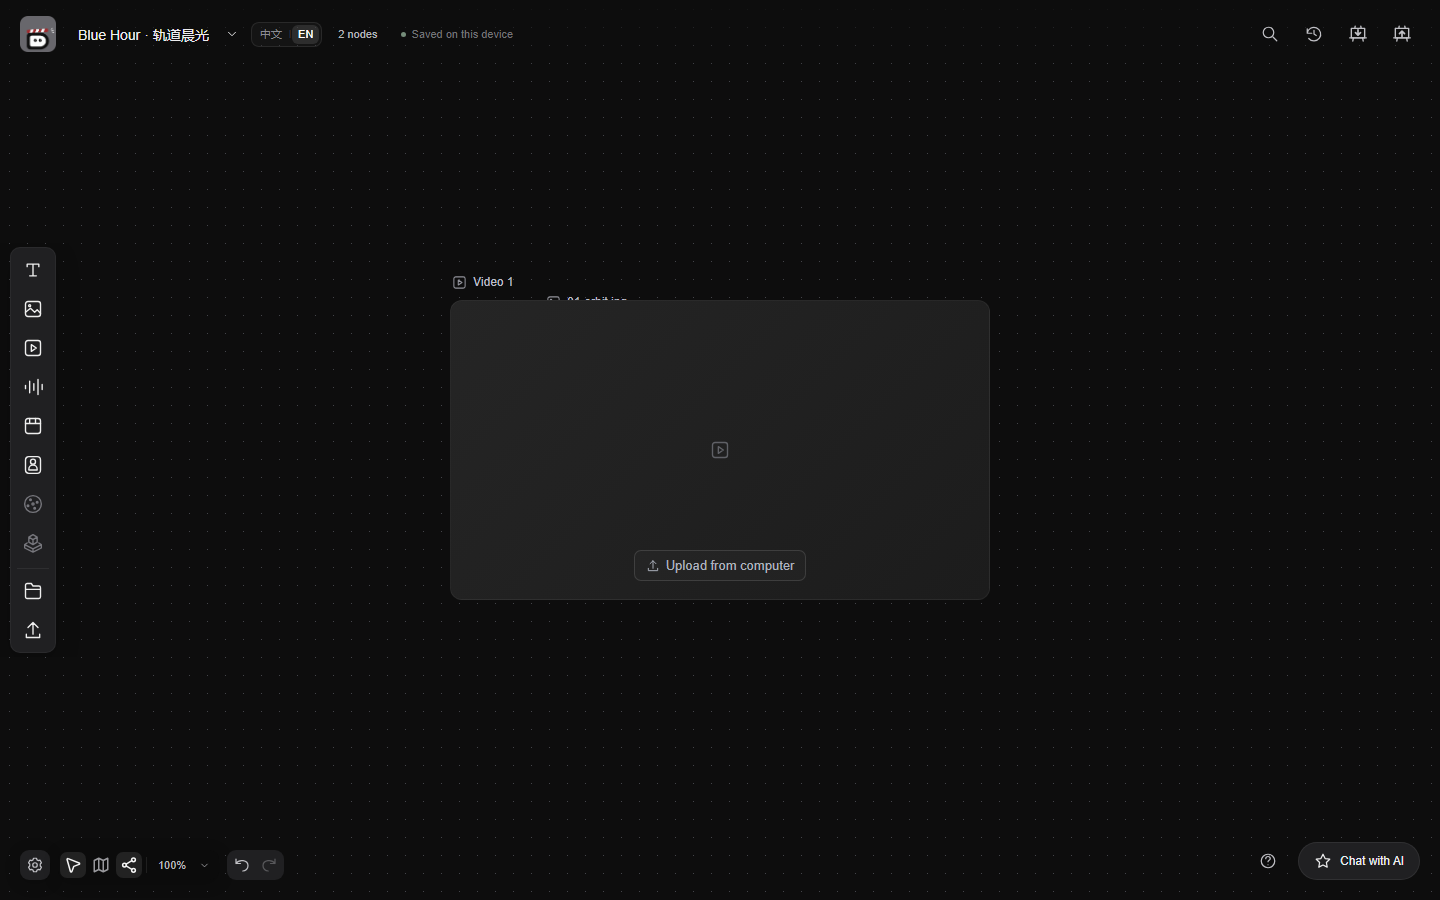 Blue Hour · 轨道晨光
中文 EN
2 nodes
Saved on this device
Video 1
Upload from computer
100%
Chat with AI